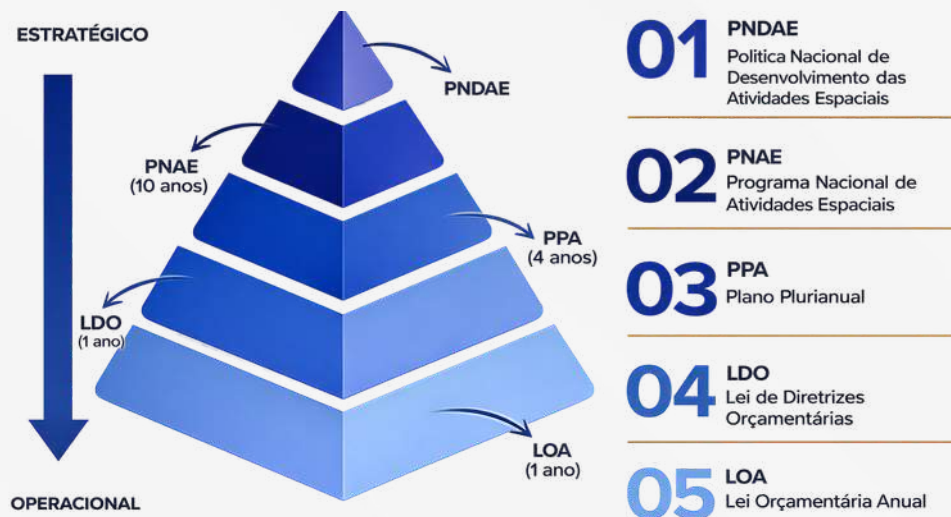 ESTRATÉGICO
PNDAE
PNAE
(10 anos)
PPA
(4 anos)
LDO
(1 ano)
LOA
(1 ano)
OPERACIONAL
01
PNDAE
Politica Nacional de
Desenvolvimento das
Atividades Espaciais
02
PNAE
Programa Nacional de
Atividades Espaciais
03
PPA
Plano Plurianual
04
LDO
Lei de Diretrizes
Orçamentárias
05
LOA
Lei Orçamentária Anual